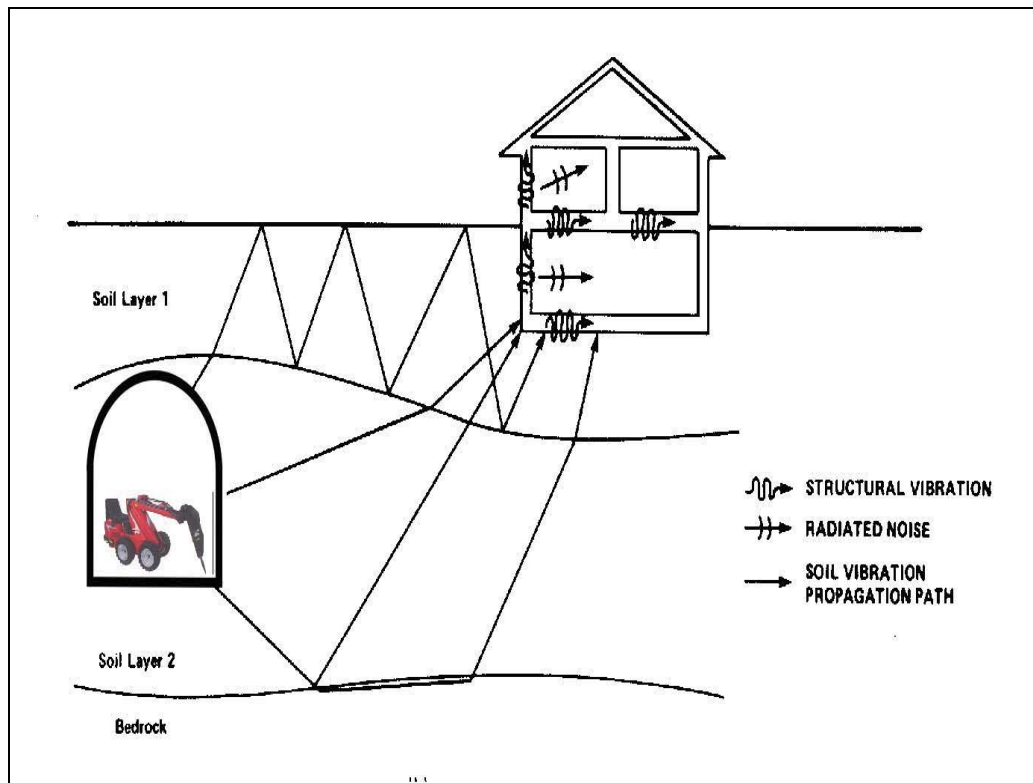 Soil Layer 1
STRUCTURAL VIBRATION
RADIATED NOISE
SOIL VIBRATION
PROPAGATION PATH
Soil Layer 2
Bedrock